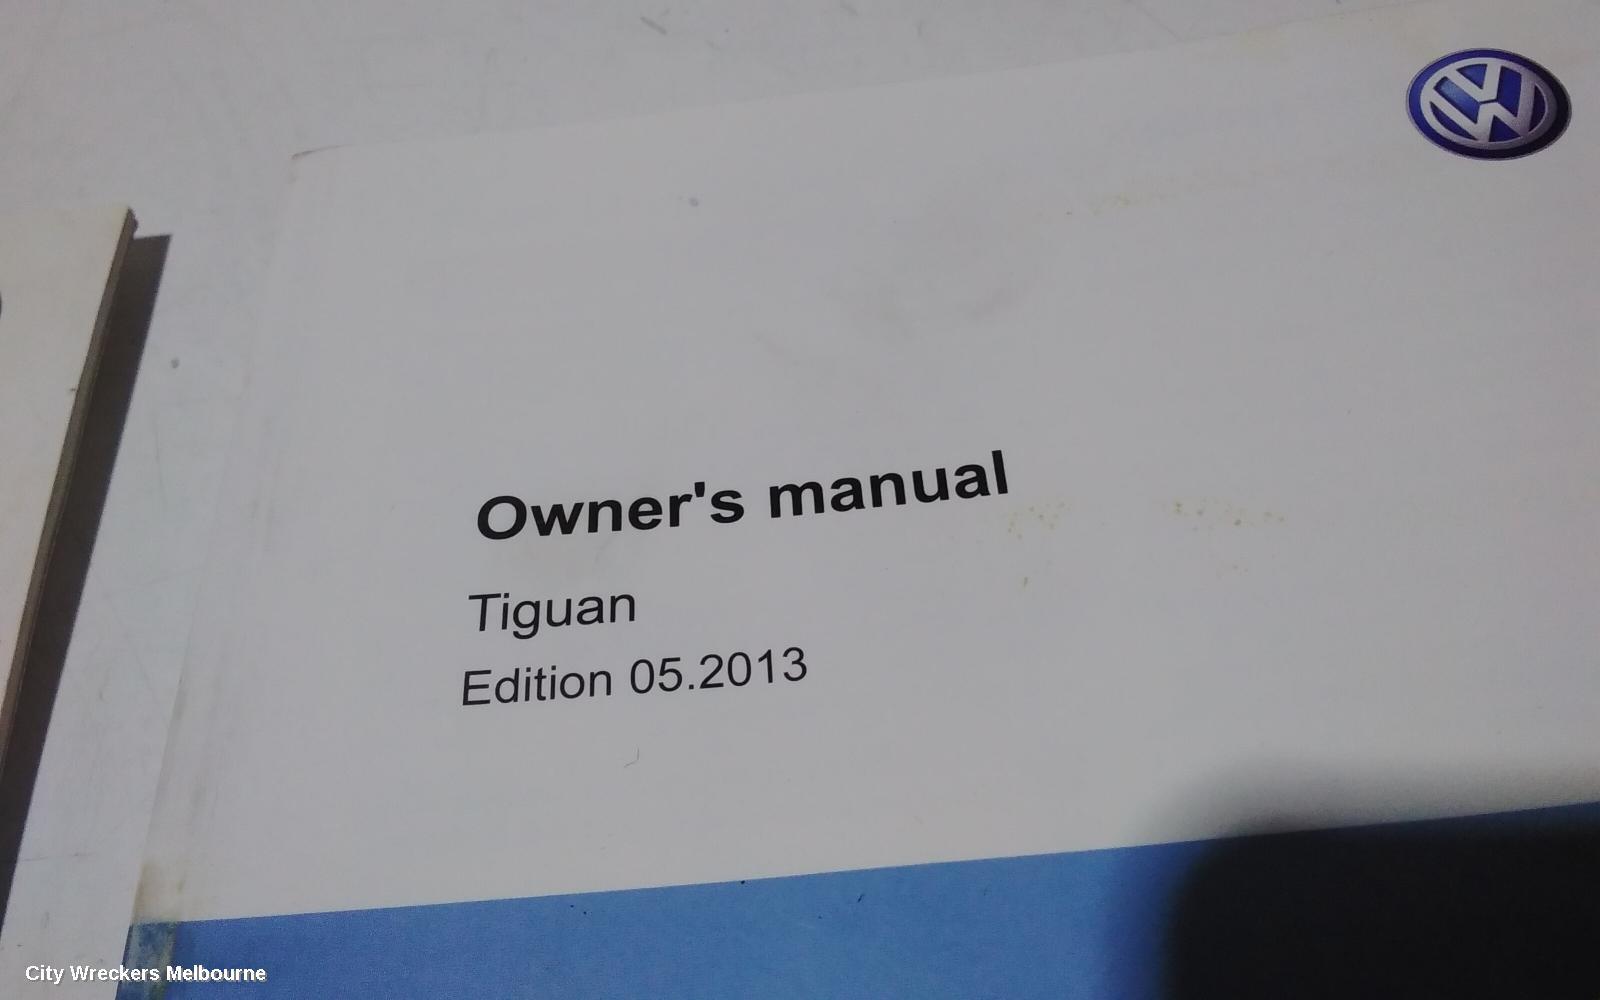 Owner's manual
Tiguan
Edition 05.2013
City Wreckers Melbourne